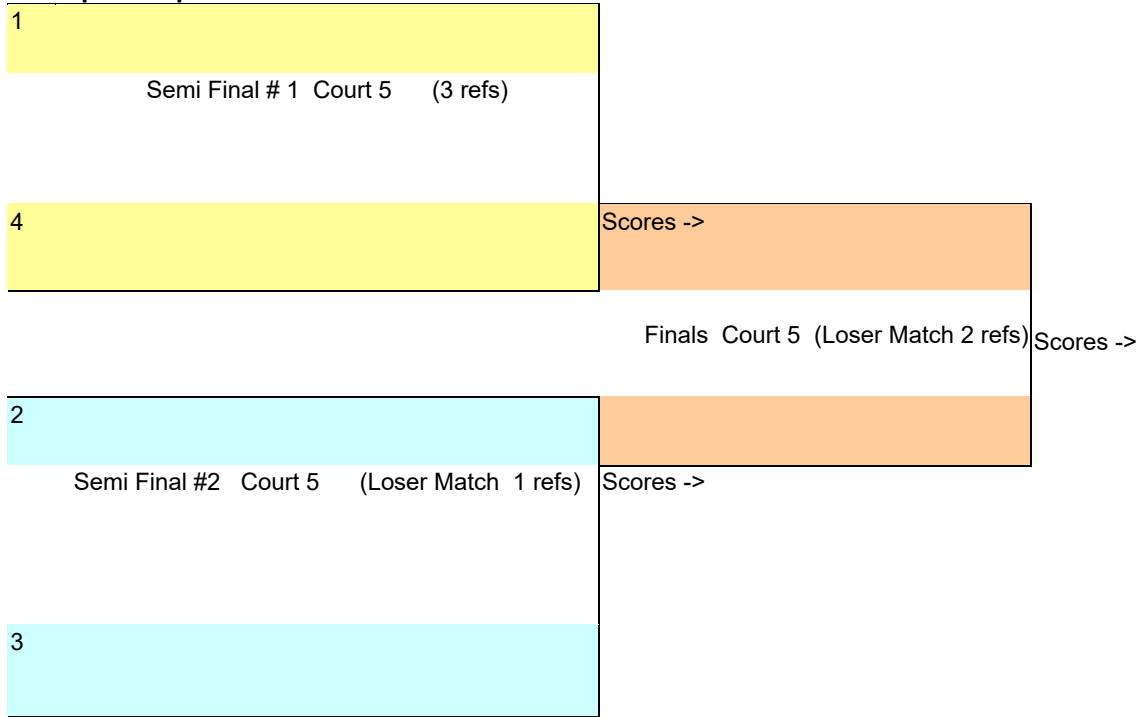 1
Semi Final # 1 Court 5 (3 refs)
4
Scores ->
Finals Court 5 (Loser Match 2 refs)
Scores ->
2
Semi Final #2 Court 5 (Loser Match 1 refs)
Scores ->
3